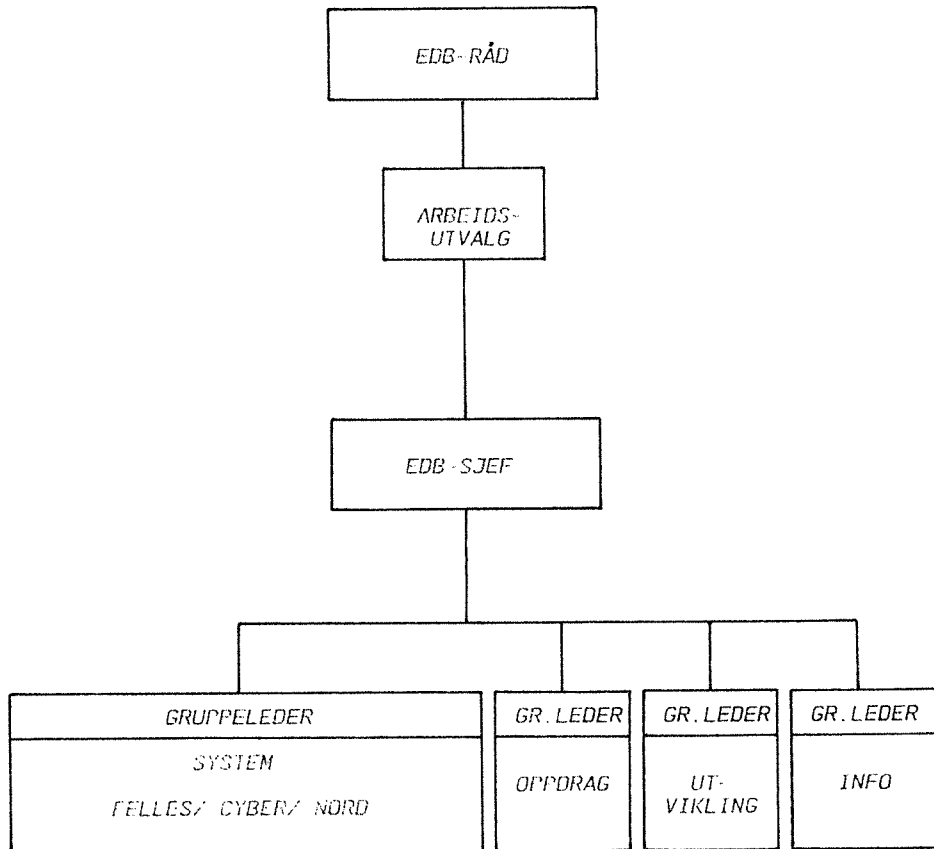 EDB-RÅD
ARBEIDS-
UTVALG
EDB-SJEF
GRUPPELEDER
SYSTEM
FELLES/ CYBER/ NORD
GR.LEDER
OPPDRAG
GR.LEDER
UT-
VIKLING
GR.LEDER
INFO